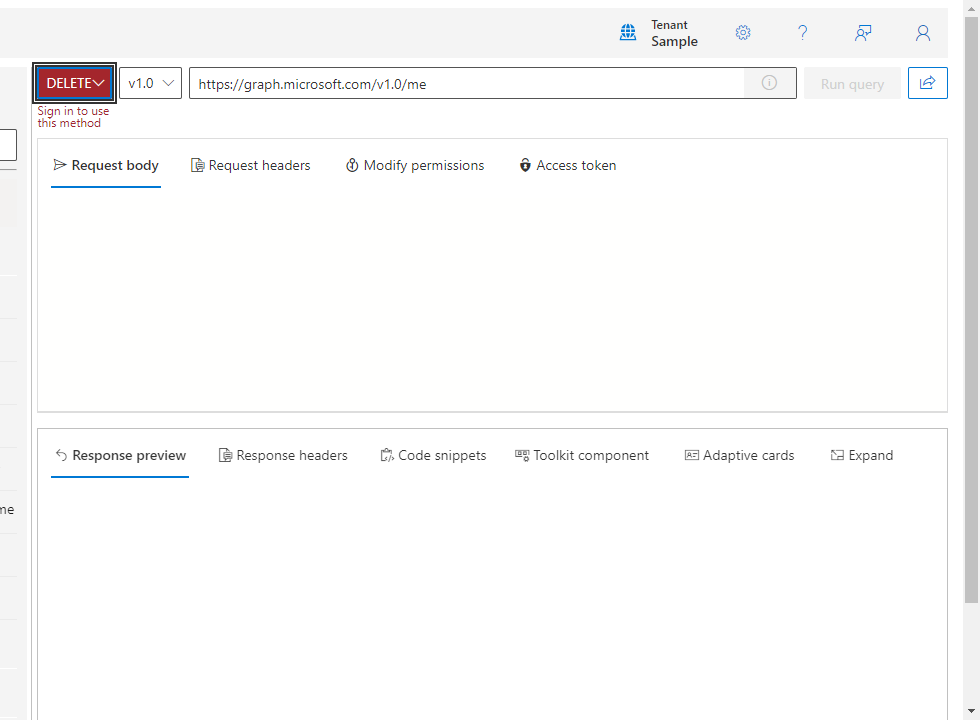 Tenant
Sample
DELETE
v1.0
https://graph.microsoft.com/v1.0/me
Run query
Sign in to use
this method
Request body
Request headers
Modify permissions
Access token
Response preview
Response headers
Code snippets
Toolkit component
Adaptive cards
Expand
me